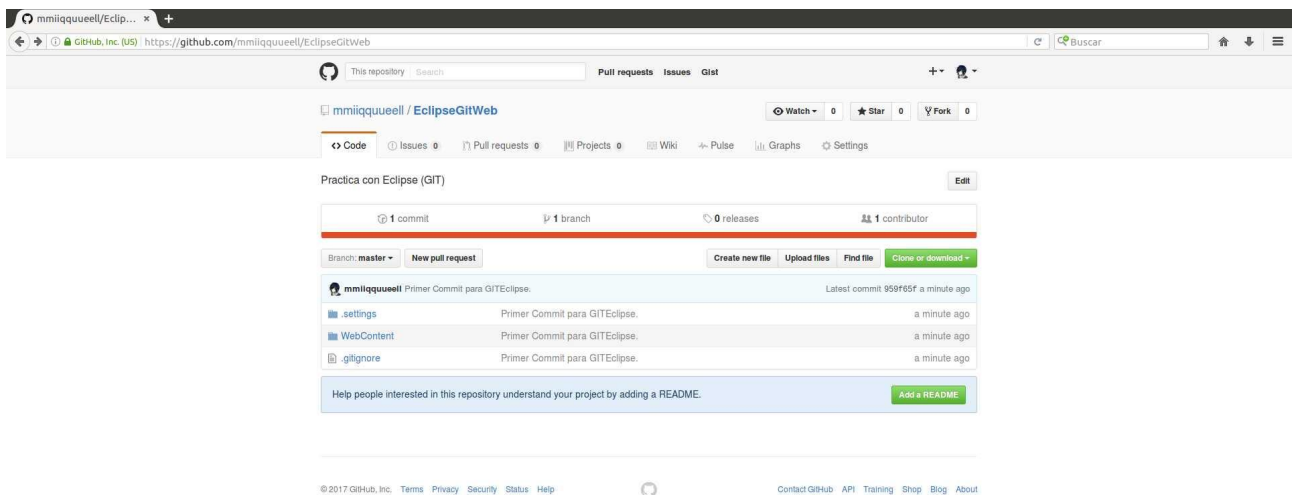 mmiiqquueell/Eclip... × +
GitHub, Inc. (US) https://github.com/mmiiqquueell/EclipseGitWeb Buscar
This repository Search Pull requests Issues Gist
mmiiqquueell / EclipseGitWeb Watch 0 Star 0 Fork 0
Code Issues 0 Pull requests 0 Projects 0 Wiki Pulse Graphs Settings
Practica con Eclipse (GIT) Edit
1 commit 1 branch 0 releases 1 contributor
Branch: master New pull request Create new file Upload files Find file Clone or download
mmiiqquueell Primer Commit para GITEclipse. Latest commit 959f65f a minute ago
.settings Primer Commit para GITEclipse. a minute ago
WebContent Primer Commit para GITEclipse. a minute ago
.gitignore Primer Commit para GITEclipse. a minute ago
Help people interested in this repository understand your project by adding a README. Add a README
© 2017 GitHub, Inc. Terms Privacy Security Status Help Contact GitHub API Training Shop Blog About